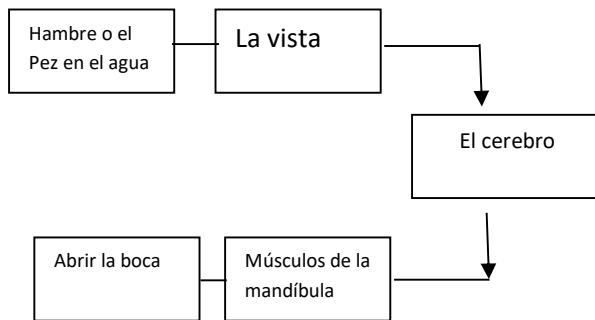 Hambre o el
Pez en el agua
La vista
El cerebro
Abrir la boca
Músculos de la
mandíbula